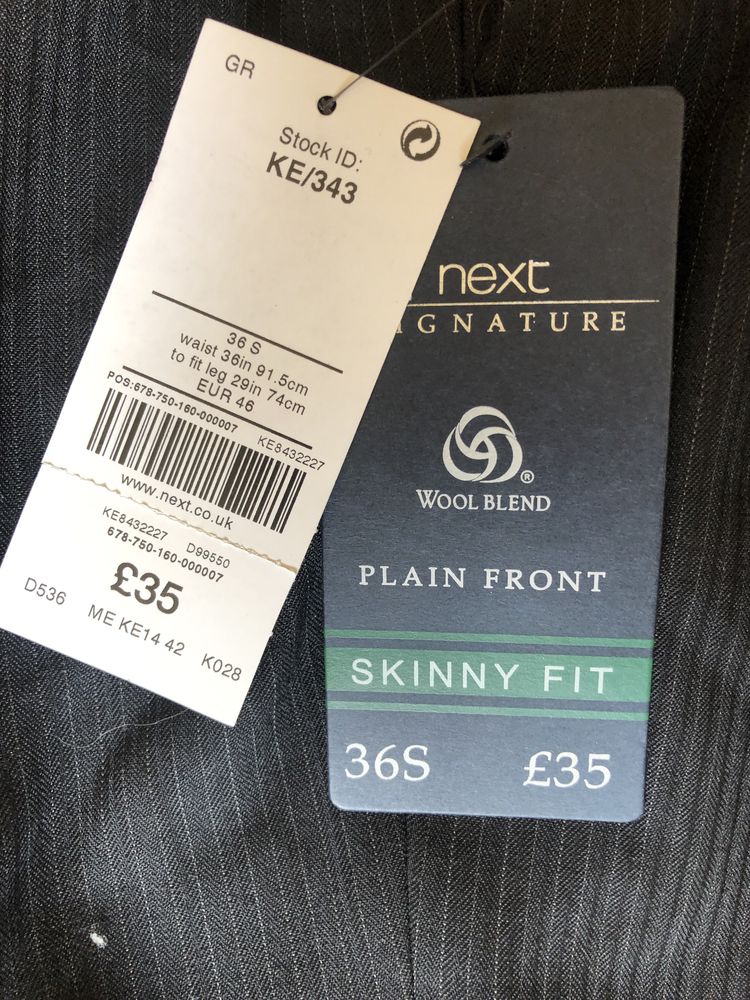 GR
Stock ID:
KE/343
36 S
waist 36in 91.5cm
to fit leg 29in 74cm
EUR 46
POS:678-750-160-000007
KE8432227
www.next.co.uk
KE8432227 D99550
678-750-160-000007
£35
D536 ME KE14 42 K028
next
IGNATURE
®
WOOL BLEND
PLAIN FRONT
SKINNY FIT
36S £35